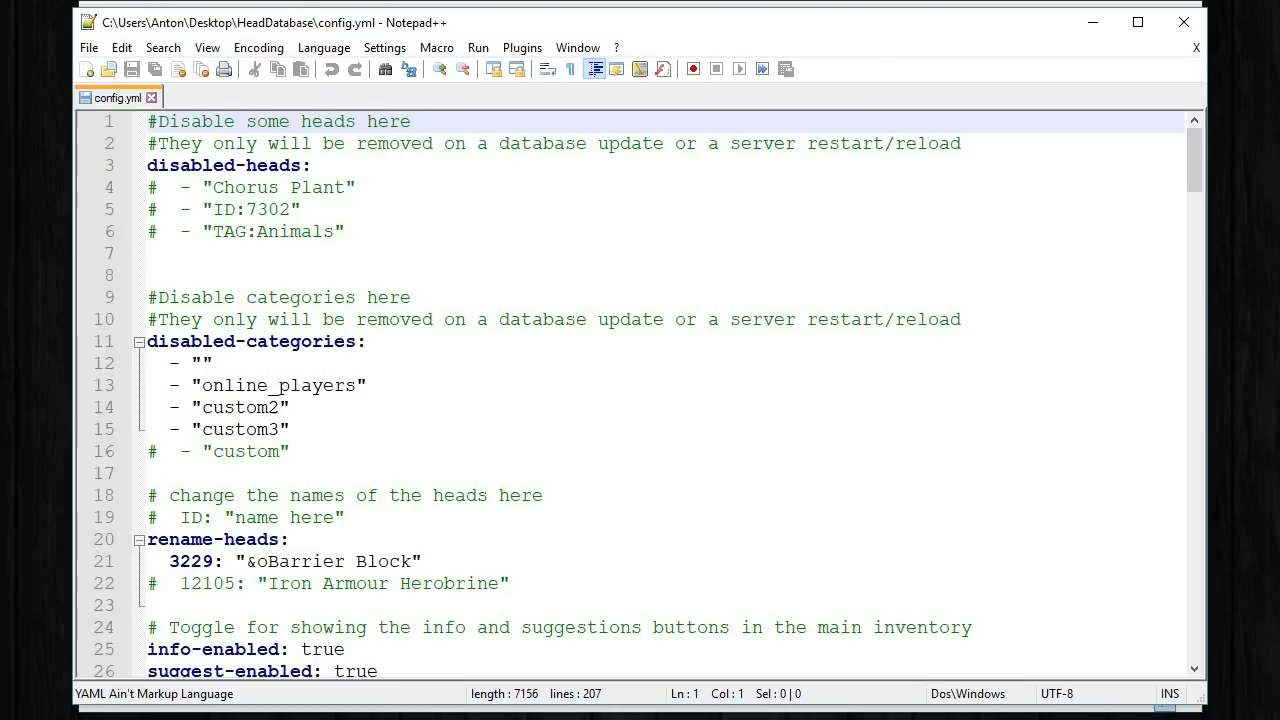 C:\Users\Anton\Desktop\HeadDatabase\config.yml - Notepad++
File Edit Search View Encoding Language Settings Macro Run Plugins Window ? X
config.yml
1 #Disable some heads here
2 #They only will be removed on a database update or a server restart/reload
3 disabled-heads:
4 #  - "Chorus Plant"
5 #  - "ID:7302"
6 #  - "TAG:Animals"
7
8
9 #Disable categories here
10 #They only will be removed on a database update or a server restart/reload
11 disabled-categories:
12   - ""
13   - "online_players"
14   - "custom2"
15   - "custom3"
16 #  - "custom"
17
18 # change the names of the heads here
19 #  ID: "name here"
20 rename-heads:
21   3229: "&oBarrier Block"
22 #  12105: "Iron Armour Herobrine"
23
24 # Toggle for showing the info and suggestions buttons in the main inventory
25 info-enabled: true
26 suggest-enabled: true
YAML Ain't Markup Language length : 7156 lines : 207 Ln : 1 Col : 1 Sel : 0 | 0 Dos\Windows UTF-8 INS